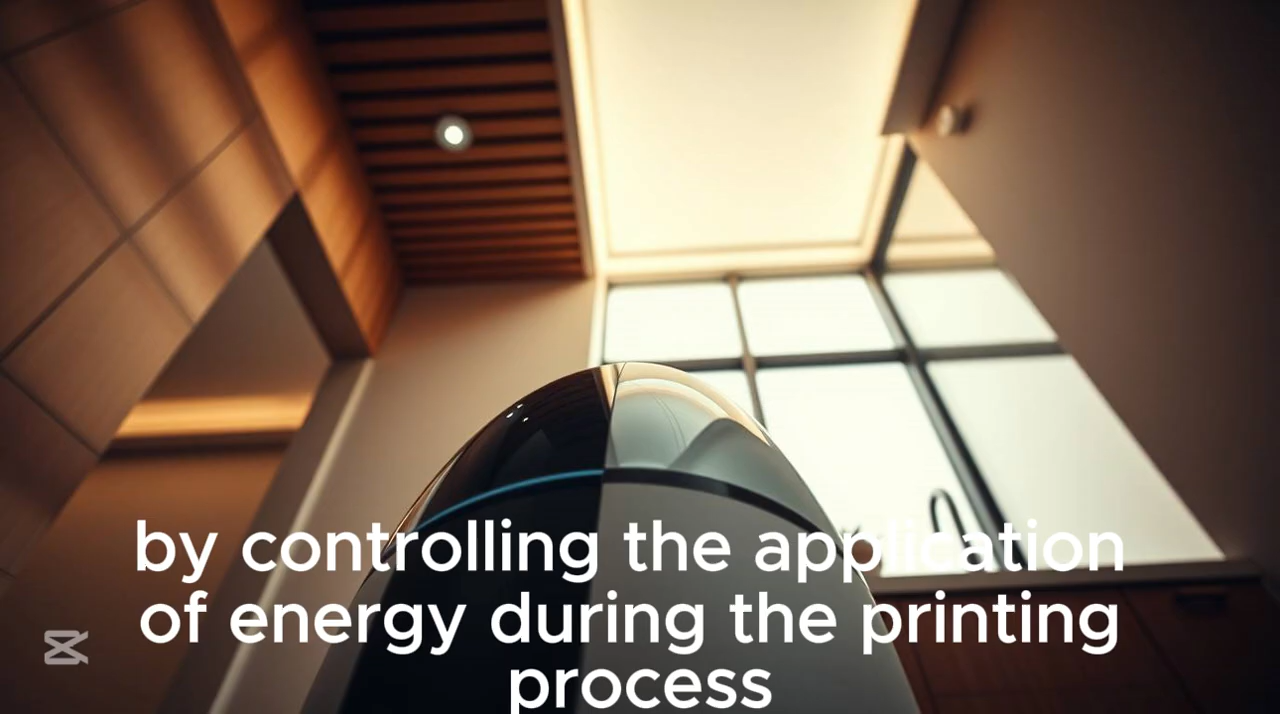 by controlling the application
of energy during the printing
process